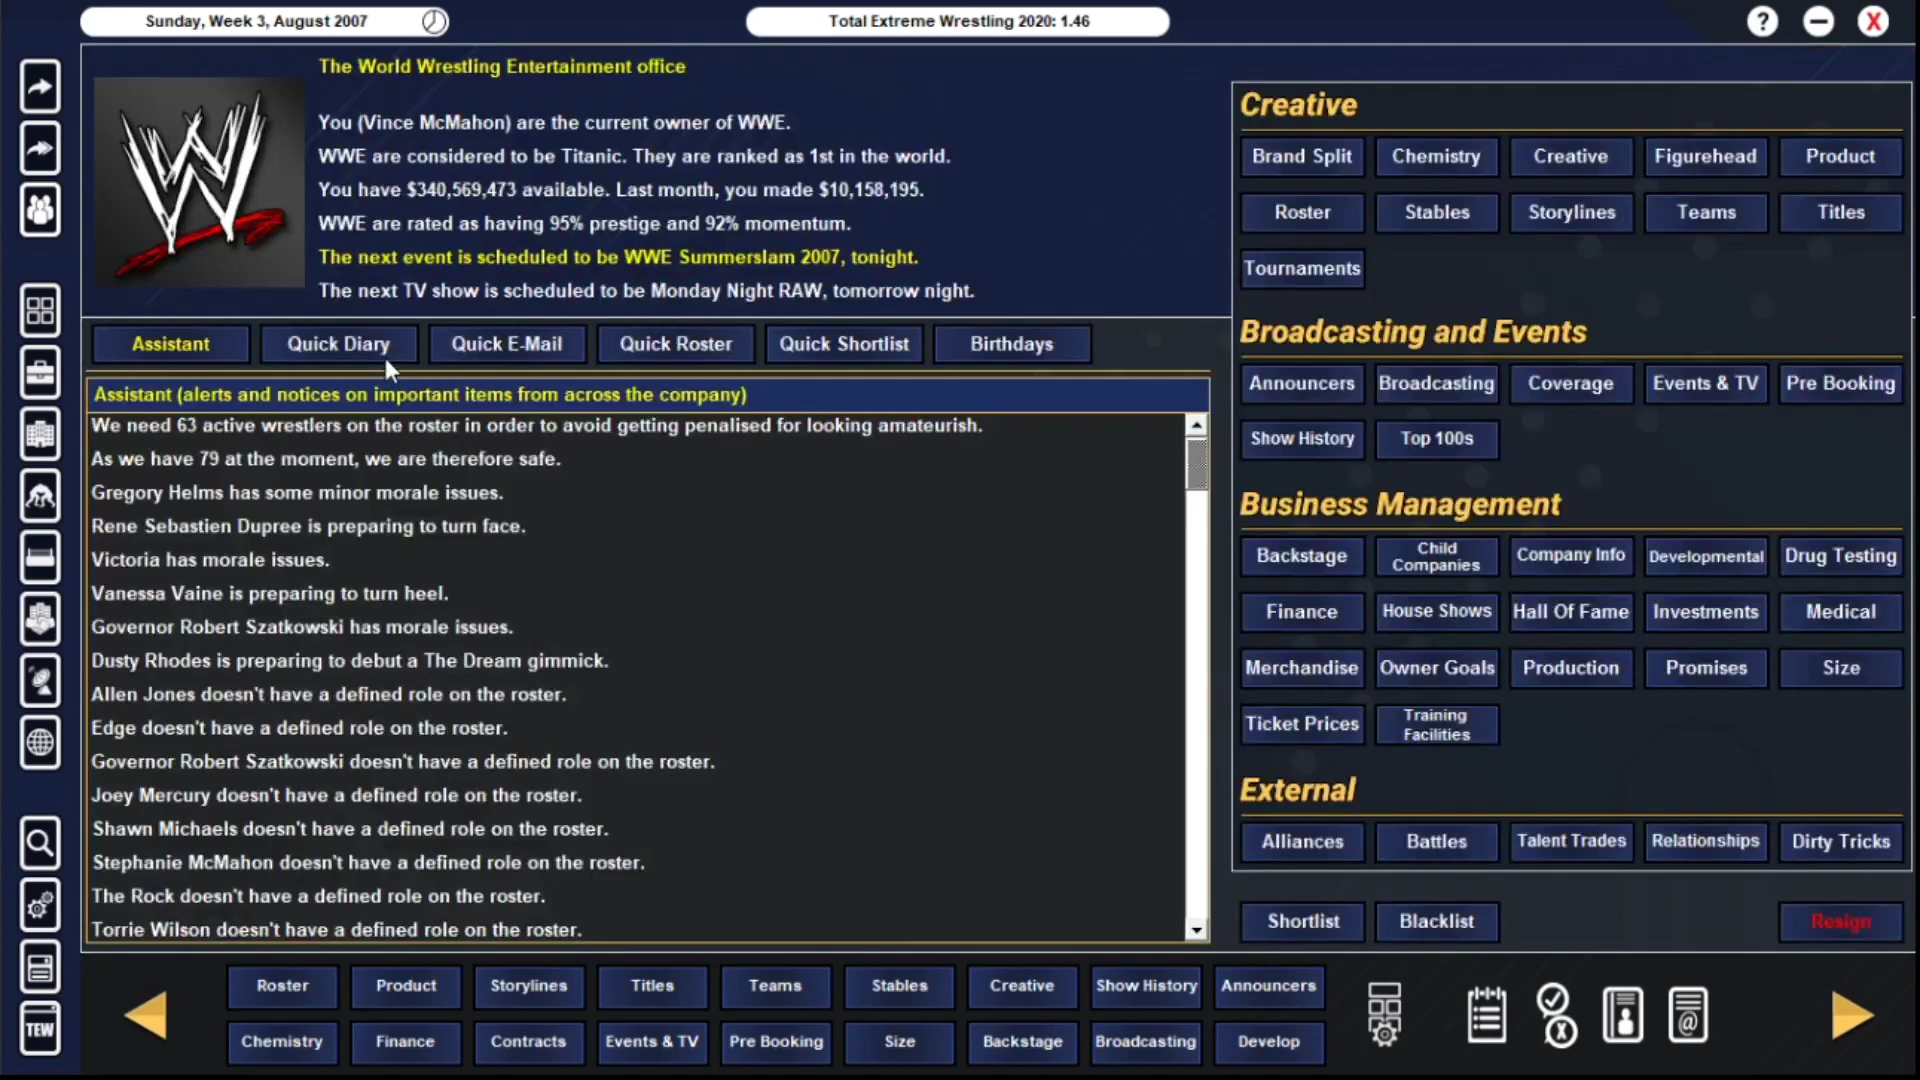 Sunday, Week 3, August 2007
Total Extreme Wrestling 2020: 1.46
?
X
The World Wrestling Entertainment office
You (Vince McMahon) are the current owner of WWE.
WWE are considered to be Titanic. They are ranked as 1st in the world.
You have $340,569,473 available. Last month, you made $10,158,195.
WWE are rated as having 95% prestige and 92% momentum.
The next event is scheduled to be WWE Summerslam 2007, tonight.
The next TV show is scheduled to be Monday Night RAW, tomorrow night.
Assistant
Quick Diary
Quick E-Mail
Quick Roster
Quick Shortlist
Birthdays
Assistant (alerts and notices on important items from across the company)
We need 63 active wrestlers on the roster in order to avoid getting penalised for looking amateurish.
As we have 79 at the moment, we are therefore safe.
Gregory Helms has some minor morale issues.
Rene Sebastien Dupree is preparing to turn face.
Victoria has morale issues.
Vanessa Vaine is preparing to turn heel.
Governor Robert Szatkowski has morale issues.
Dusty Rhodes is preparing to debut a The Dream gimmick.
Allen Jones doesn't have a defined role on the roster.
Edge doesn't have a defined role on the roster.
Governor Robert Szatkowski doesn't have a defined role on the roster.
Joey Mercury doesn't have a defined role on the roster.
Shawn Michaels doesn't have a defined role on the roster.
Stephanie McMahon doesn't have a defined role on the roster.
The Rock doesn't have a defined role on the roster.
Torrie Wilson doesn't have a defined role on the roster.
Creative
Brand Split
Chemistry
Creative
Figurehead
Product
Roster
Stables
Storylines
Teams
Titles
Tournaments
Broadcasting and Events
Announcers
Broadcasting
Coverage
Events & TV
Pre Booking
Show History
Top 100s
Business Management
Backstage
Child
Companies
Company Info
Developmental
Drug Testing
Finance
House Shows
Hall Of Fame
Investments
Medical
Merchandise
Owner Goals
Production
Promises
Size
Ticket Prices
Training
Facilities
External
Alliances
Battles
Talent Trades
Relationships
Dirty Tricks
Shortlist
Blacklist
Resign
TEW
Roster
Product
Storylines
Titles
Teams
Stables
Creative
Show History
Announcers
Chemistry
Finance
Contracts
Events & TV
Pre Booking
Size
Backstage
Broadcasting
Develop